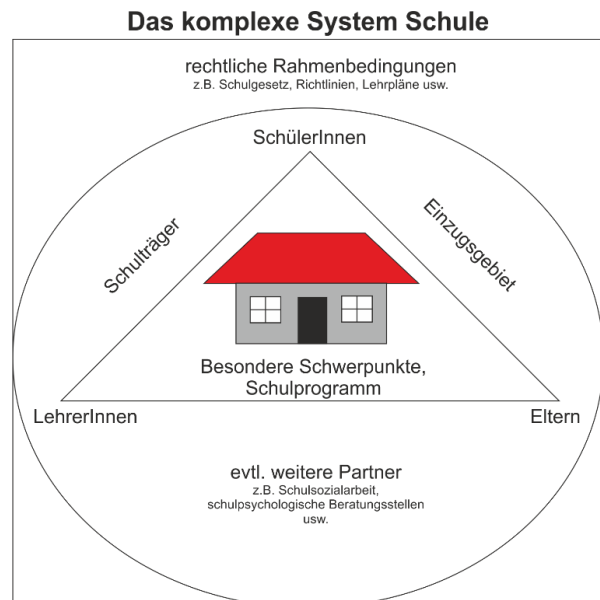 Das komplexe System Schule
rechtliche Rahmenbedingungen
z.B. Schulgesetz, Richtlinien, Lehrpläne usw.
SchülerInnen
Schulträger
Einzugsgebiet
Besondere Schwerpunkte,
Schulprogramm
LehrerInnen
Eltern
evtl. weitere Partner
z.B. Schulsozialarbeit,
schulpsychologische Beratungsstellen
usw.